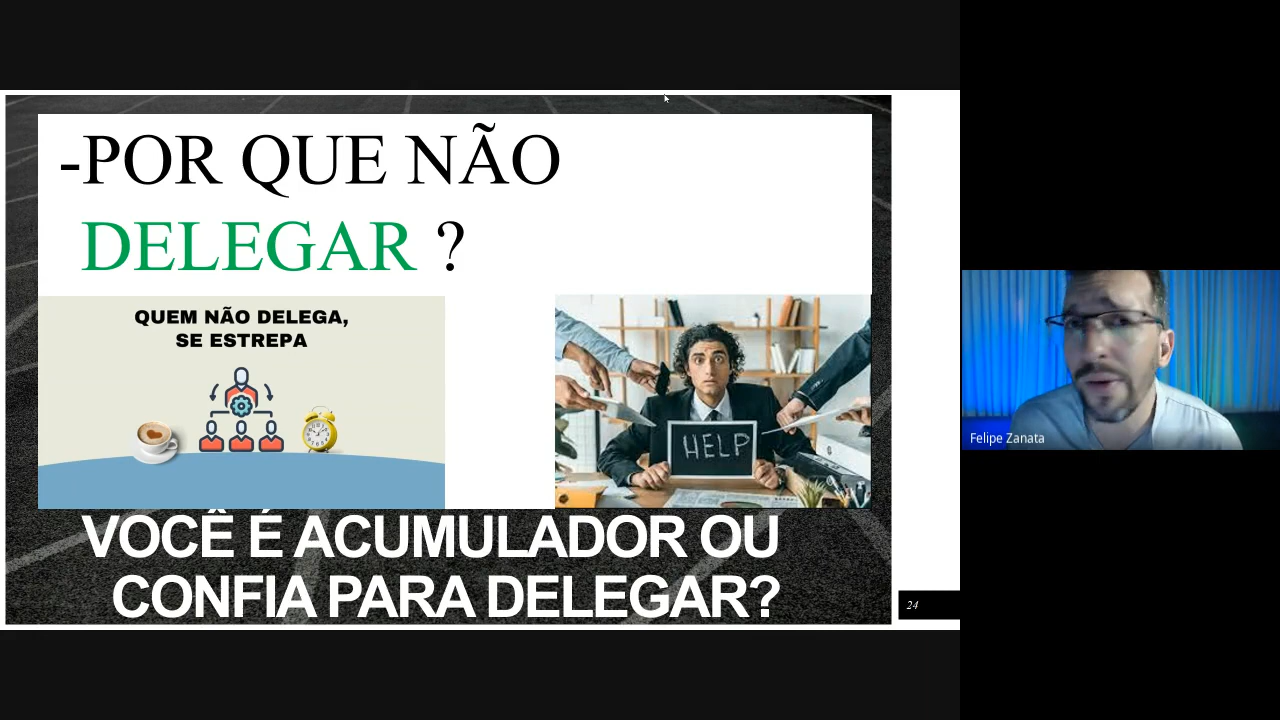 -POR QUE NÃO
DELEGAR ?
QUEM NÃO DELEGA,
SE ESTREPA
HELP
VOCÊ É ACUMULADOR OU
CONFIA PARA DELEGAR?
24
Felipe Zanata